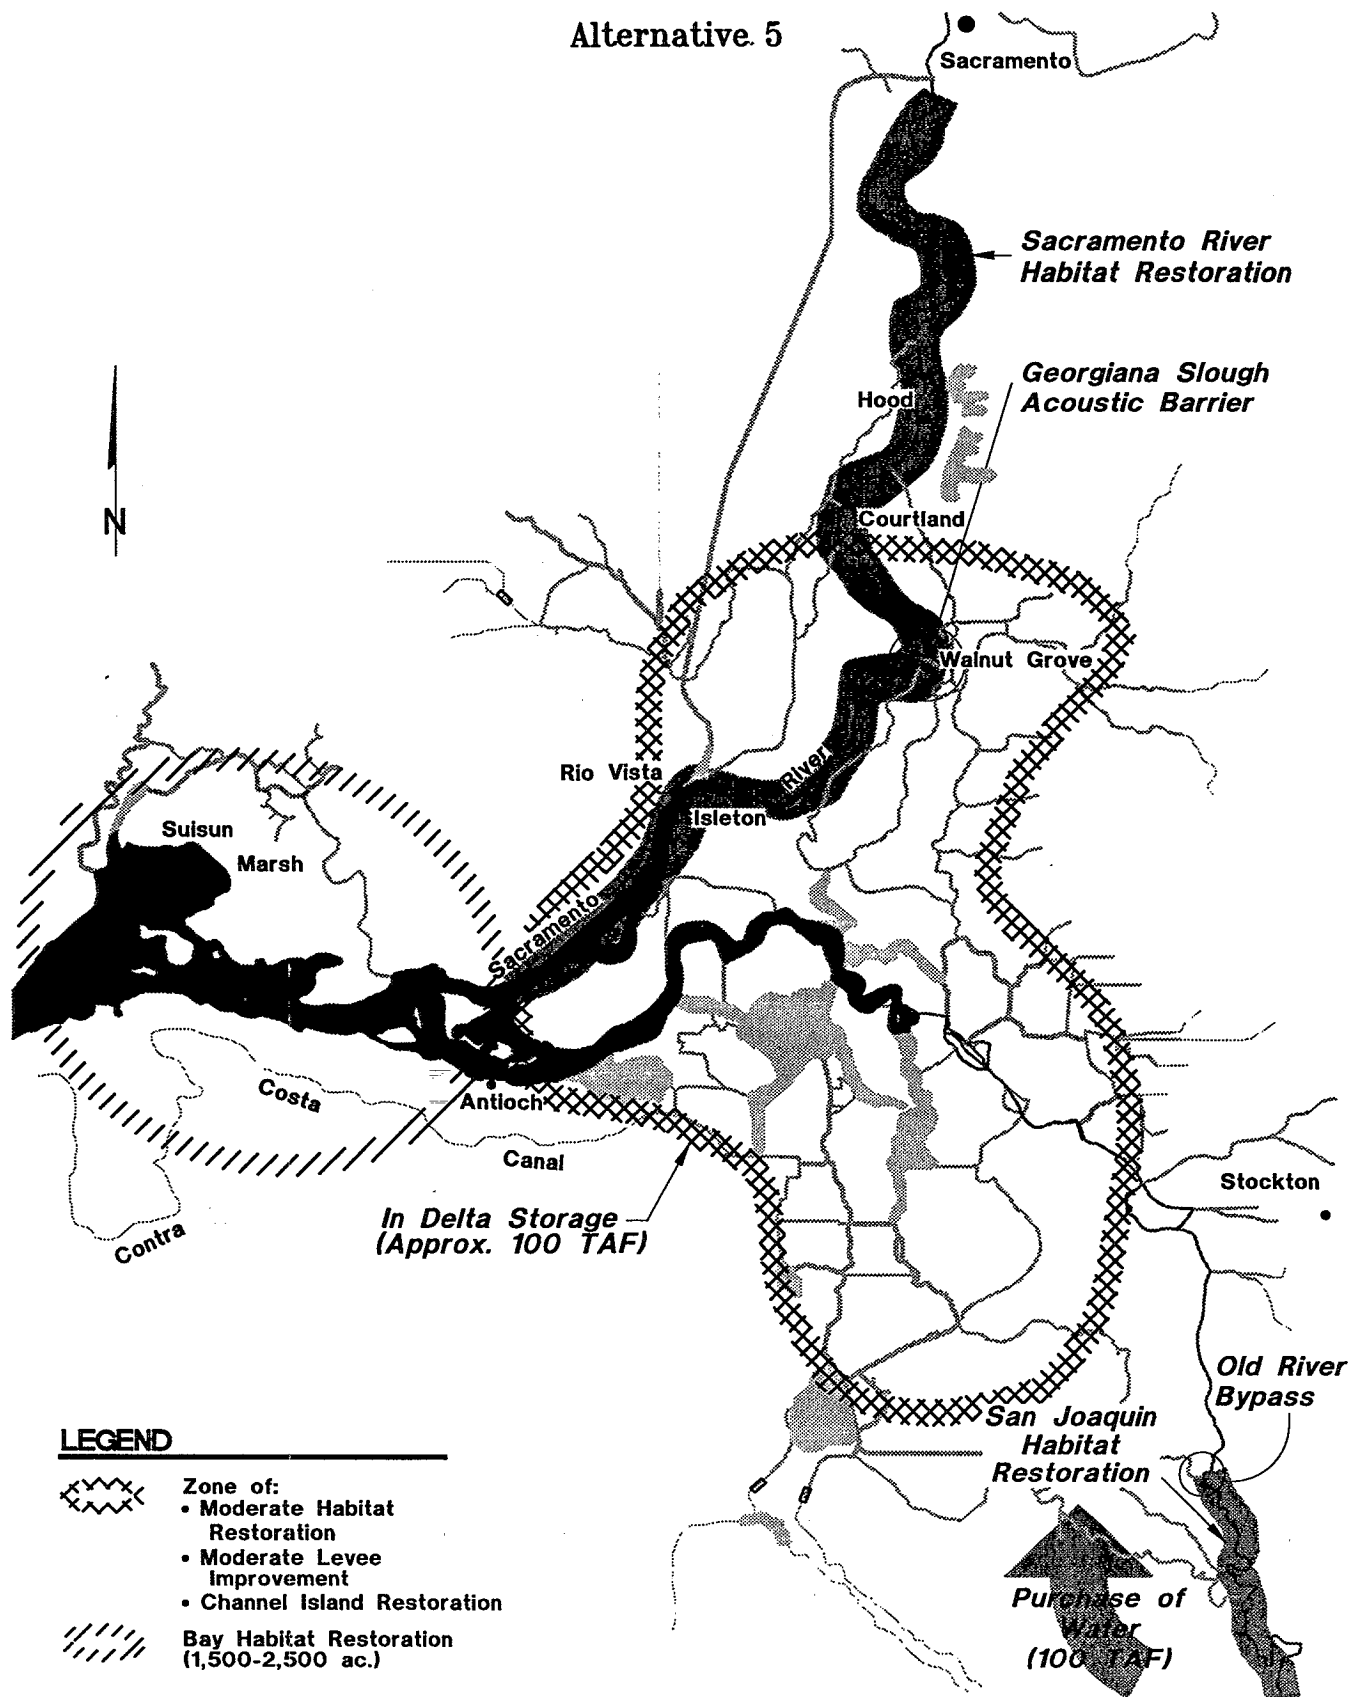 Alternative. 5
Sacramento
Sacramento River
Habitat Restoration
Georgiana Slough
Acoustic Barrier
Hood
N
Courtland
Walnut Grove
Rio Vista
River
Isleton
Suisun
Marsh
Sacramento
Costa
Antioch
Canal
Contra
In Delta Storage
(Approx. 100 TAF)
Stockton
Old River
Bypass
San Joaquin
Habitat
Restoration
Purchase of
Water
(100 TAF)
LEGEND
Zone of:
• Moderate Habitat
Restoration
• Moderate Levee
Improvement
• Channel Island Restoration
Bay Habitat Restoration
(1,500-2,500 ac.)